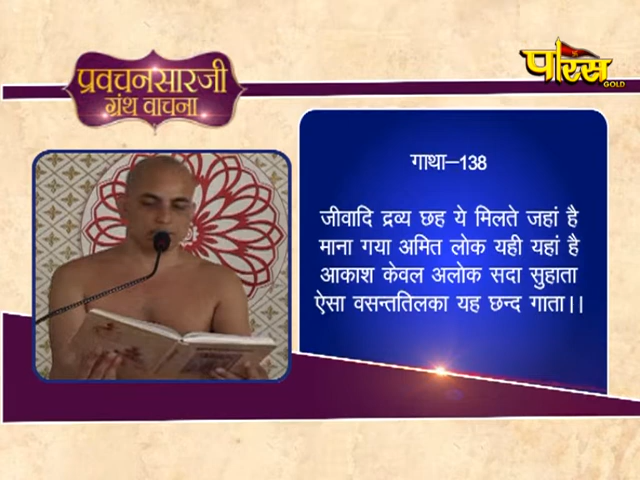 प्रवचनसारजी
ग्रंथ वाचना
पारस
GOLD
गाथा–138
जीवादि द्रव्य छह ये मिलते जहां है
माना गया अमित लोक यही यहां है
आकाश केवल अलोक सदा सुहाता
ऐसा वसन्ततिलका यह छन्द गाता।।